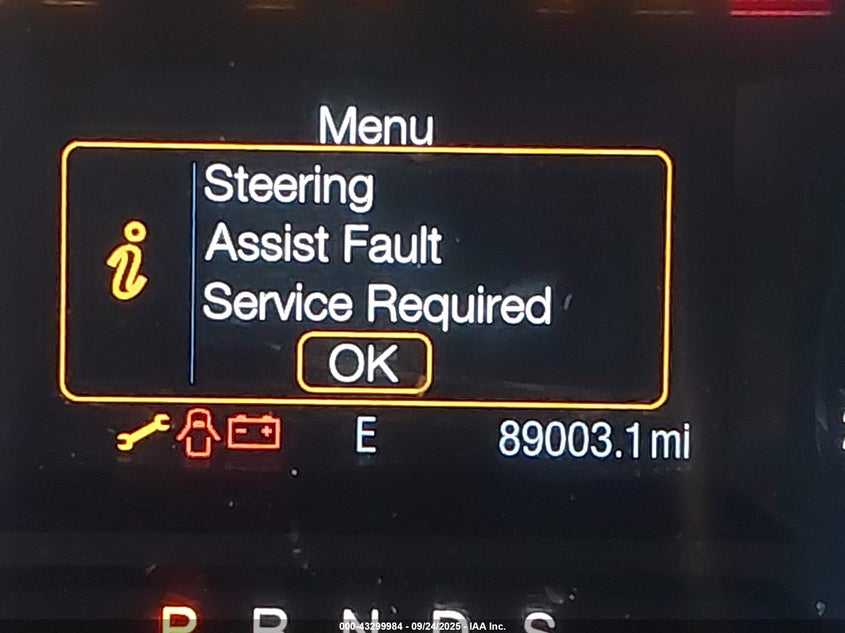 Menu
Steering
Assist Fault
Service Required
OK
E
89003.1 mi
P R N D S
000-43299984 - 09/24/2025 - IAA Inc.